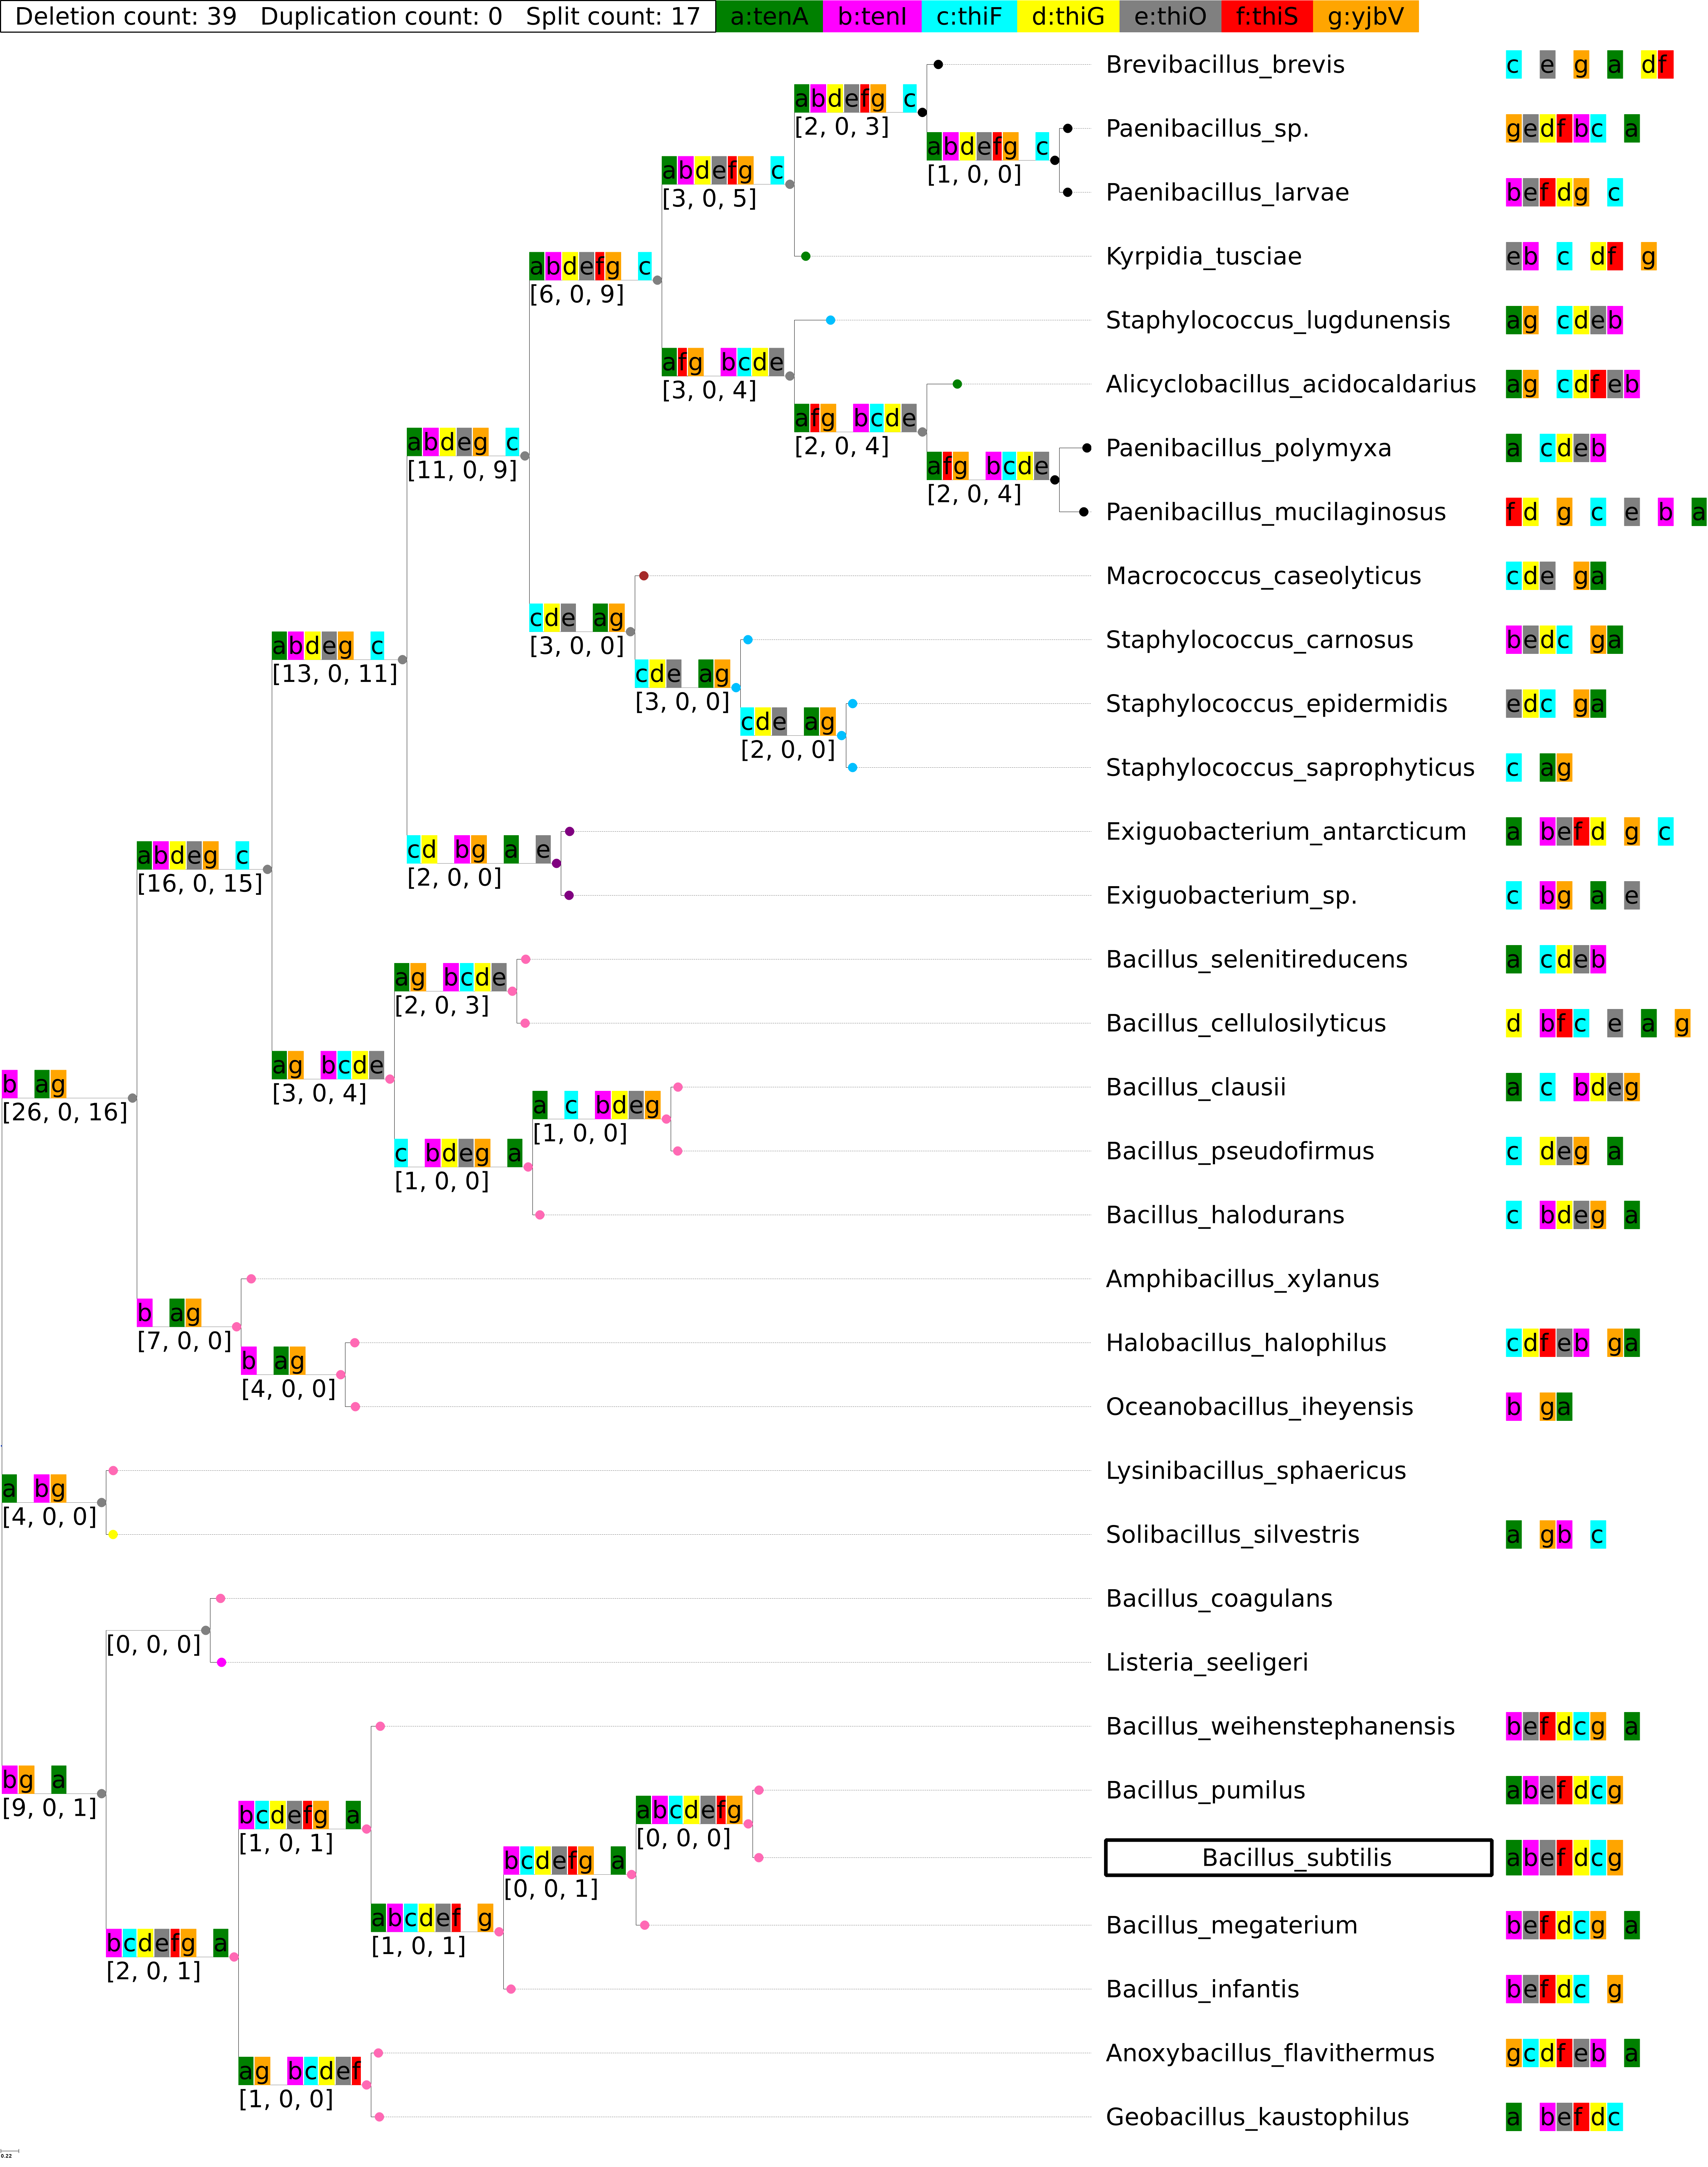 Deletion count: 39 Duplication count: 0 Split count: 17 a:tenA b:tenI c:thiF d:thiG e:thiO f:thiS g:yjbV
Brevibacillus_brevis c e g a df
abdefg c
[2, 0, 3]
Paenibacillus_sp. gedfbc a
abdefg c
[1, 0, 0]
abdefg c
[3, 0, 5]
Paenibacillus_larvae befdg c
Kyrpidia_tusciae eb c df g
abdefg c
[6, 0, 9]
Staphylococcus_lugdunensis ag cdeb
afg bcde
[3, 0, 4]
Alicyclobacillus_acidocaldarius ag cdfeb
afg bcde
[2, 0, 4]
abdeg c
[11, 0, 9]
Paenibacillus_polymyxa a cdeb
afg bcde
[2, 0, 4]
Paenibacillus_mucilaginosus fd g c e b a
Macrococcus_caseolyticus cde ga
cde ag
[3, 0, 0]
Staphylococcus_carnosus bedc ga
abdeg c
[13, 0, 11]
cde ag
[3, 0, 0]
Staphylococcus_epidermidis edc ga
cde ag
[2, 0, 0]
Staphylococcus_saprophyticus c ag
Exiguobacterium_antarcticum a befd g c
cd bg a e
[2, 0, 0]
abdeg c
[16, 0, 15]
Exiguobacterium_sp. c bg a e
Bacillus_selenitireducens a cdeb
ag bcde
[2, 0, 3]
Bacillus_cellulosilyticus d bfc e a g
ag bcde
[3, 0, 4]
b ag
[26, 0, 16]
Bacillus_clausii a c bdeg
a c bdeg
[1, 0, 0]
Bacillus_pseudofirmus c deg a
c bdeg a
[1, 0, 0]
Bacillus_halodurans c bdeg a
Amphibacillus_xylanus
b ag
[7, 0, 0]
Halobacillus_halophilus cdfeb ga
b ag
[4, 0, 0]
Oceanobacillus_iheyensis b ga
Lysinibacillus_sphaericus
a bg
[4, 0, 0]
Solibacillus_silvestris a gb c
Bacillus_coagulans
[0, 0, 0]
Listeria_seeligeri
Bacillus_weihenstephanensis befdcg a
bg a
[9, 0, 1]
Bacillus_pumilus abefdcg
bcdefg a
[1, 0, 1]
abcdefg
[0, 0, 0]
Bacillus_subtilis abefdcg
bcdefg a
[0, 0, 1]
Bacillus_megaterium befdcg a
abcdef g
[1, 0, 1]
bcdefg a
[2, 0, 1]
Bacillus_infantis befdc g
Anoxybacillus_flavithermus gcdfeb a
ag bcdef
[1, 0, 0]
Geobacillus_kaustophilus a befdc
0.22